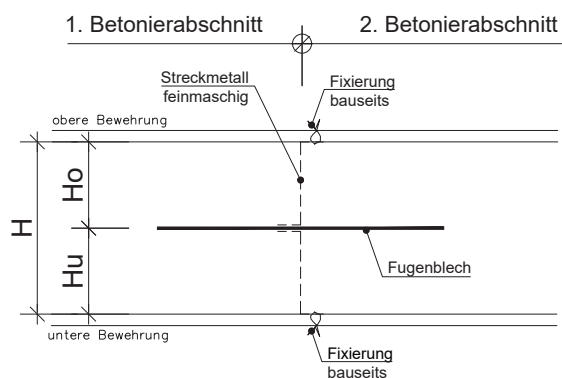 1. Betonierabschnitt
2. Betonierabschnitt
Streckmetall
feinmaschig
Fixierung
bauseits
obere Bewehrung
H
Ho
Hu
Fugenblech
untere Bewehrung
Fixierung
bauseits